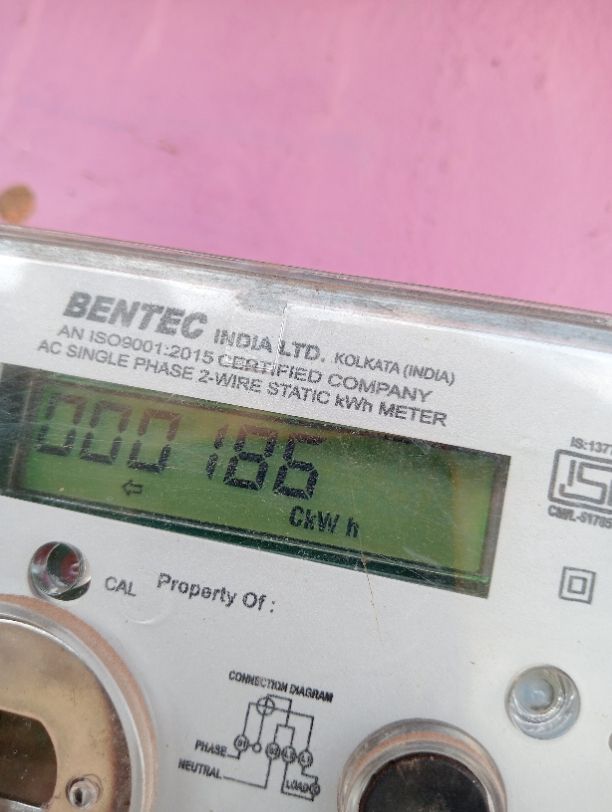 BENTEC INDIA LTD. KOLKATA (INDIA)
AN ISO9001:2015 CERTIFIED COMPANY
AC SINGLE PHASE 2-WIRE STATIC kWh METER
000186
CkWh
ISI
CAL
Property Of :
CONNECTION DIAGRAM
PHASE
NEUTRAL
LOAD